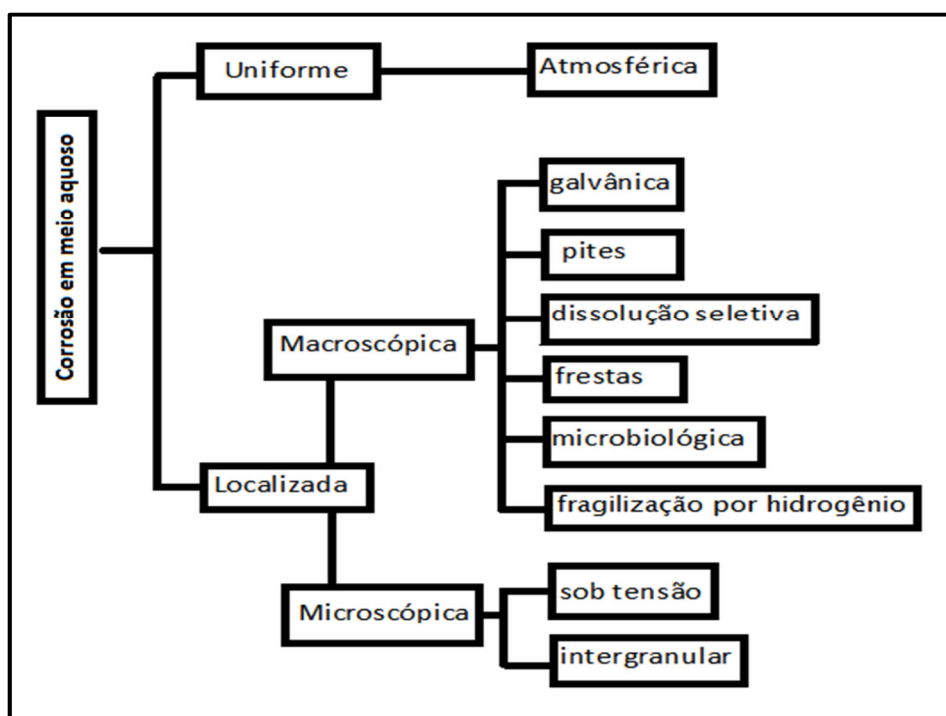 Corrosão em meio aquoso
Uniforme
Atmosférica
Localizada
Macroscópica
galvânica
pites
dissolução seletiva
frestas
microbiológica
fragilização por hidrogênio
Microscópica
sob tensão
intergranular